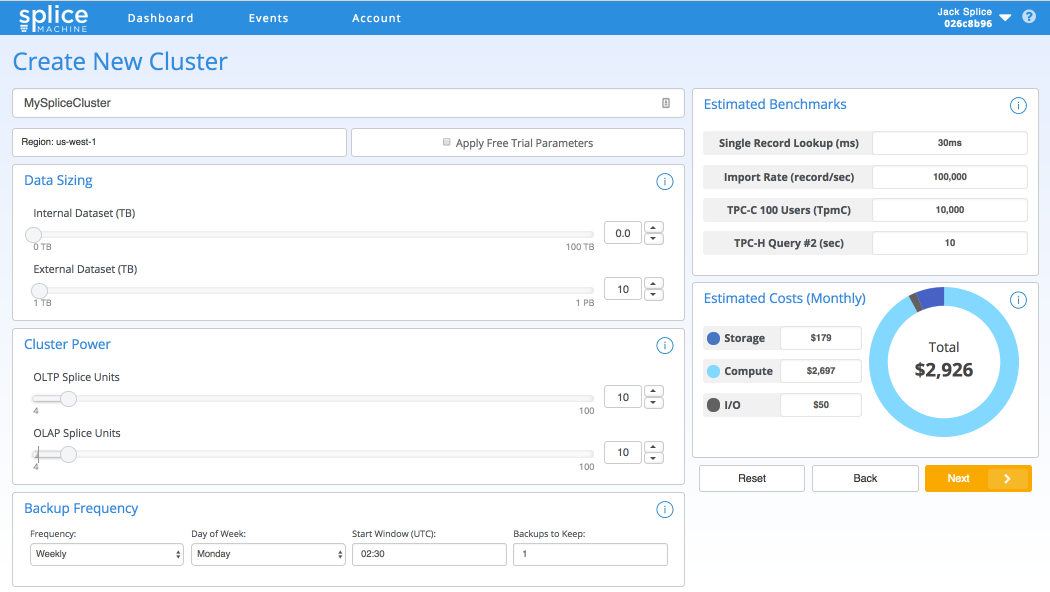 splice
MACHINE
Dashboard
Events
Account
Jack Splice
026c8b96
?
Create New Cluster
MySpliceCluster
Region: us-west-1
Apply Free Trial Parameters
Data Sizing
i
Internal Dataset (TB)
0 TB
100 TB
0.0
External Dataset (TB)
1 TB
1 PB
10
Cluster Power
i
OLTP Splice Units
4
100
10
OLAP Splice Units
4
100
10
Backup Frequency
i
Frequency:
Day of Week:
Start Window (UTC):
Backups to Keep:
Weekly
Monday
02:30
1
Estimated Benchmarks
i
Single Record Lookup (ms)
30ms
Import Rate (record/sec)
100,000
TPC-C 100 Users (TpmC)
10,000
TPC-H Query #2 (sec)
10
Estimated Costs (Monthly)
i
Storage
$179
Compute
$2,697
I/O
$50
Total
$2,926
Reset
Back
Next